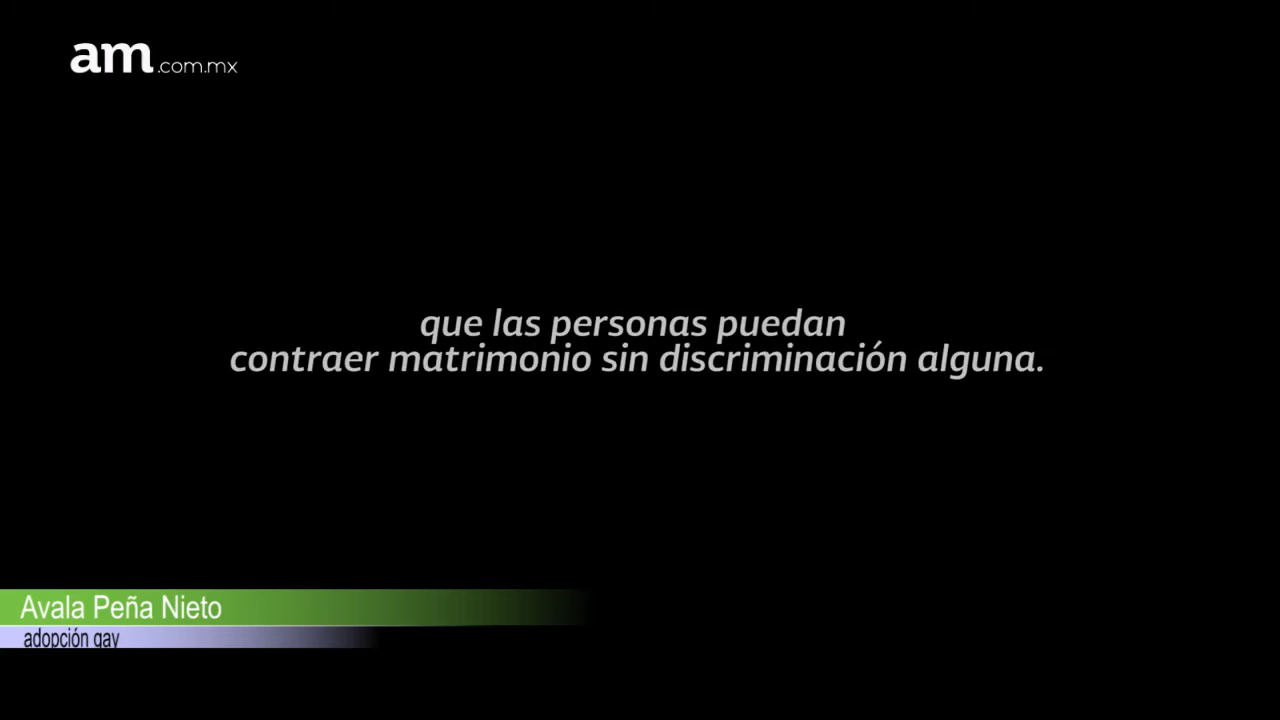 am.com.mx
que las personas puedan
contraer matrimonio sin discriminación alguna.
Avala Peña Nieto
adopción gay